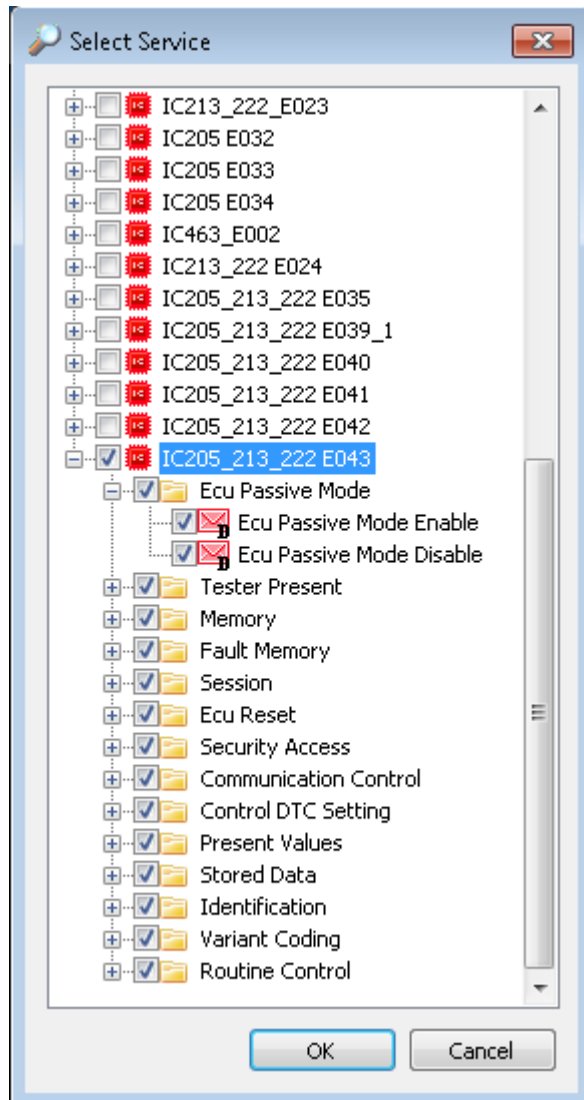 Select Service
IC213_222_E023
IC205 E032
IC205 E033
IC205 E034
IC463_E002
IC213_222 E024
IC205_213_222 E035
IC205_213_222 E039_1
IC205_213_222 E040
IC205_213_222 E041
IC205_213_222 E042
IC205_213_222 E043
Ecu Passive Mode
Ecu Passive Mode Enable
Ecu Passive Mode Disable
Tester Present
Memory
Fault Memory
Session
Ecu Reset
Security Access
Communication Control
Control DTC Setting
Present Values
Stored Data
Identification
Variant Coding
Routine Control
OK Cancel